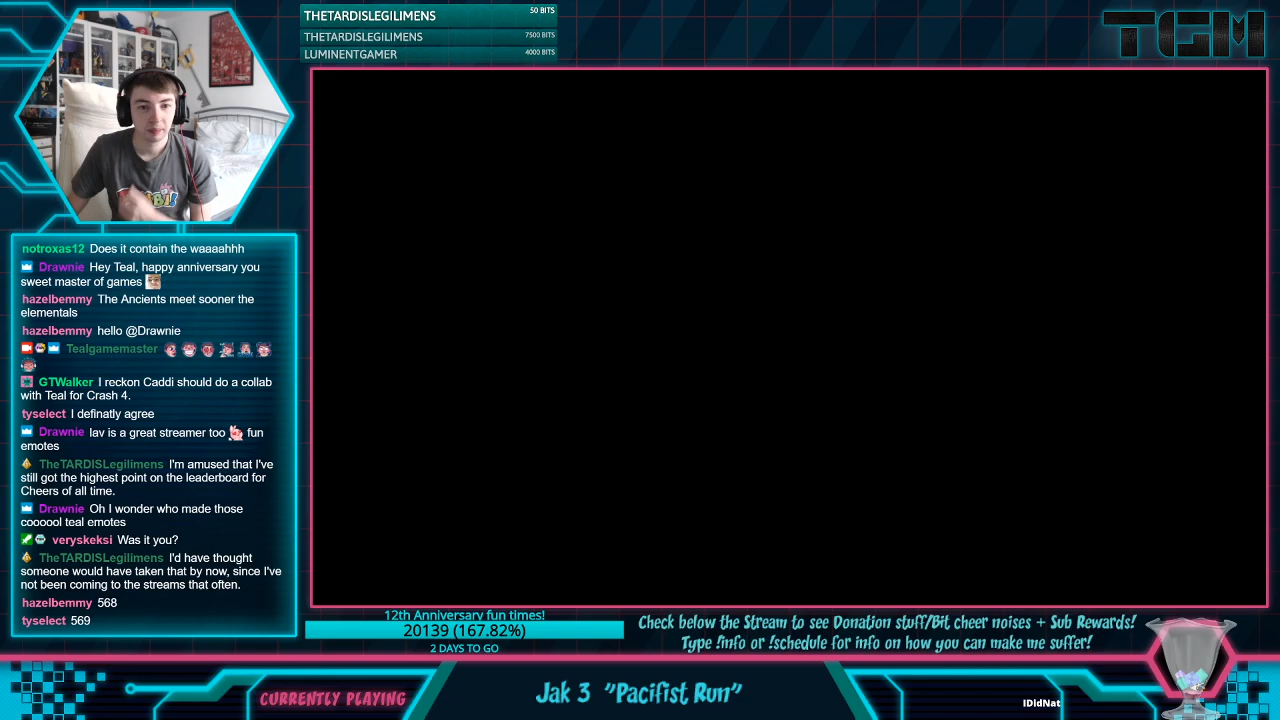 THETARDISLEGILIMENS 50 BITS
THETARDISLEGILIMENS 7500 BITS
LUMINENTGAMER 4000 BITS
TGM
notroxas12 Does it contain the waaaahhh
Drawnie Hey Teal, happy anniversary you
sweet master of games
hazelbemmy The Ancients meet sooner the
elementals
hazelbemmy hello @Drawnie
Tealgamemaster
GTWalker I reckon Caddi should do a collab
with Teal for Crash 4.
tyselect I definatly agree
Drawnie lav is a great streamer too fun
emotes
TheTARDISLegilimens I'm amused that I've
still got the highest point on the leaderboard for
Cheers of all time.
Drawnie Oh I wonder who made those
coooool teal emotes
veryskeksi Was it you?
TheTARDISLegilimens I'd have thought
someone would have taken that by now, since I've
not been coming to the streams that often.
hazelbemmy 568
tyselect 569
12th Anniversary fun times!
20139 (167.82%)
2 DAYS TO GO
Check below the Stream to see Donation stuff/Bit cheer noises + Sub Rewards!
Type !info or !schedule for info on how you can make me suffer!
CURRENTLY PLAYING
Jak 3 "Pacifist Run"
IDidNat